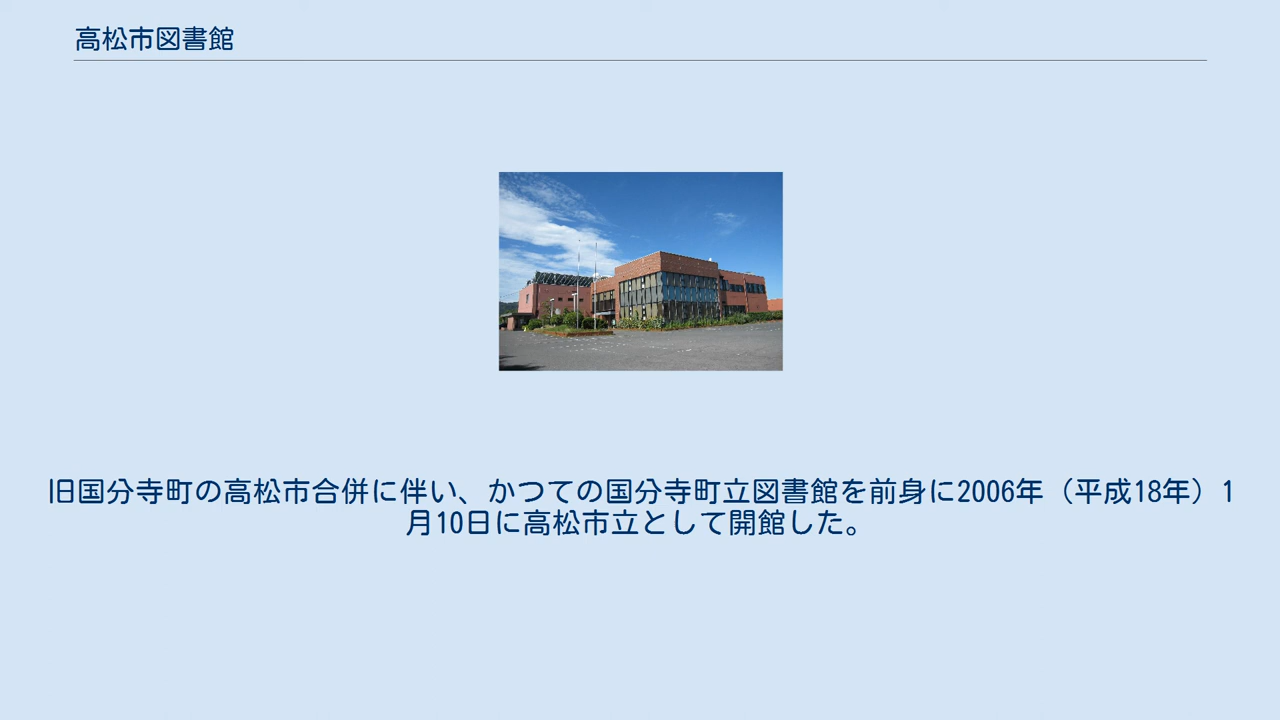 高松市図書館
旧国分寺町の高松市合併に伴い、かつての国分寺町立図書館を前身に2006年（平成18年）1
月10日に高松市立として開館した。